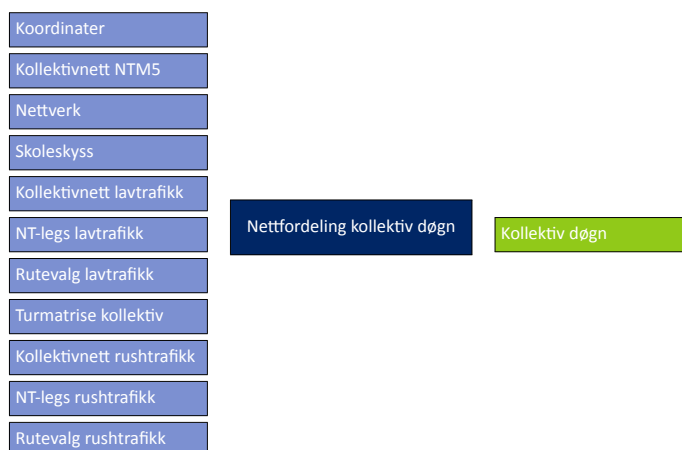 Koordinater
Kollektivnett NTM5
Nettverk
Skoleskyss
Kollektivnett lavtrafikk
NT-legs lavtrafikk
Rutevalg lavtrafikk
Turmatrise kollektiv
Kollektivnett rushtrafikk
NT-legs rushtrafikk
Rutevalg rushtrafikk
Nettfordeling kollektiv døgn
Kollektiv døgn